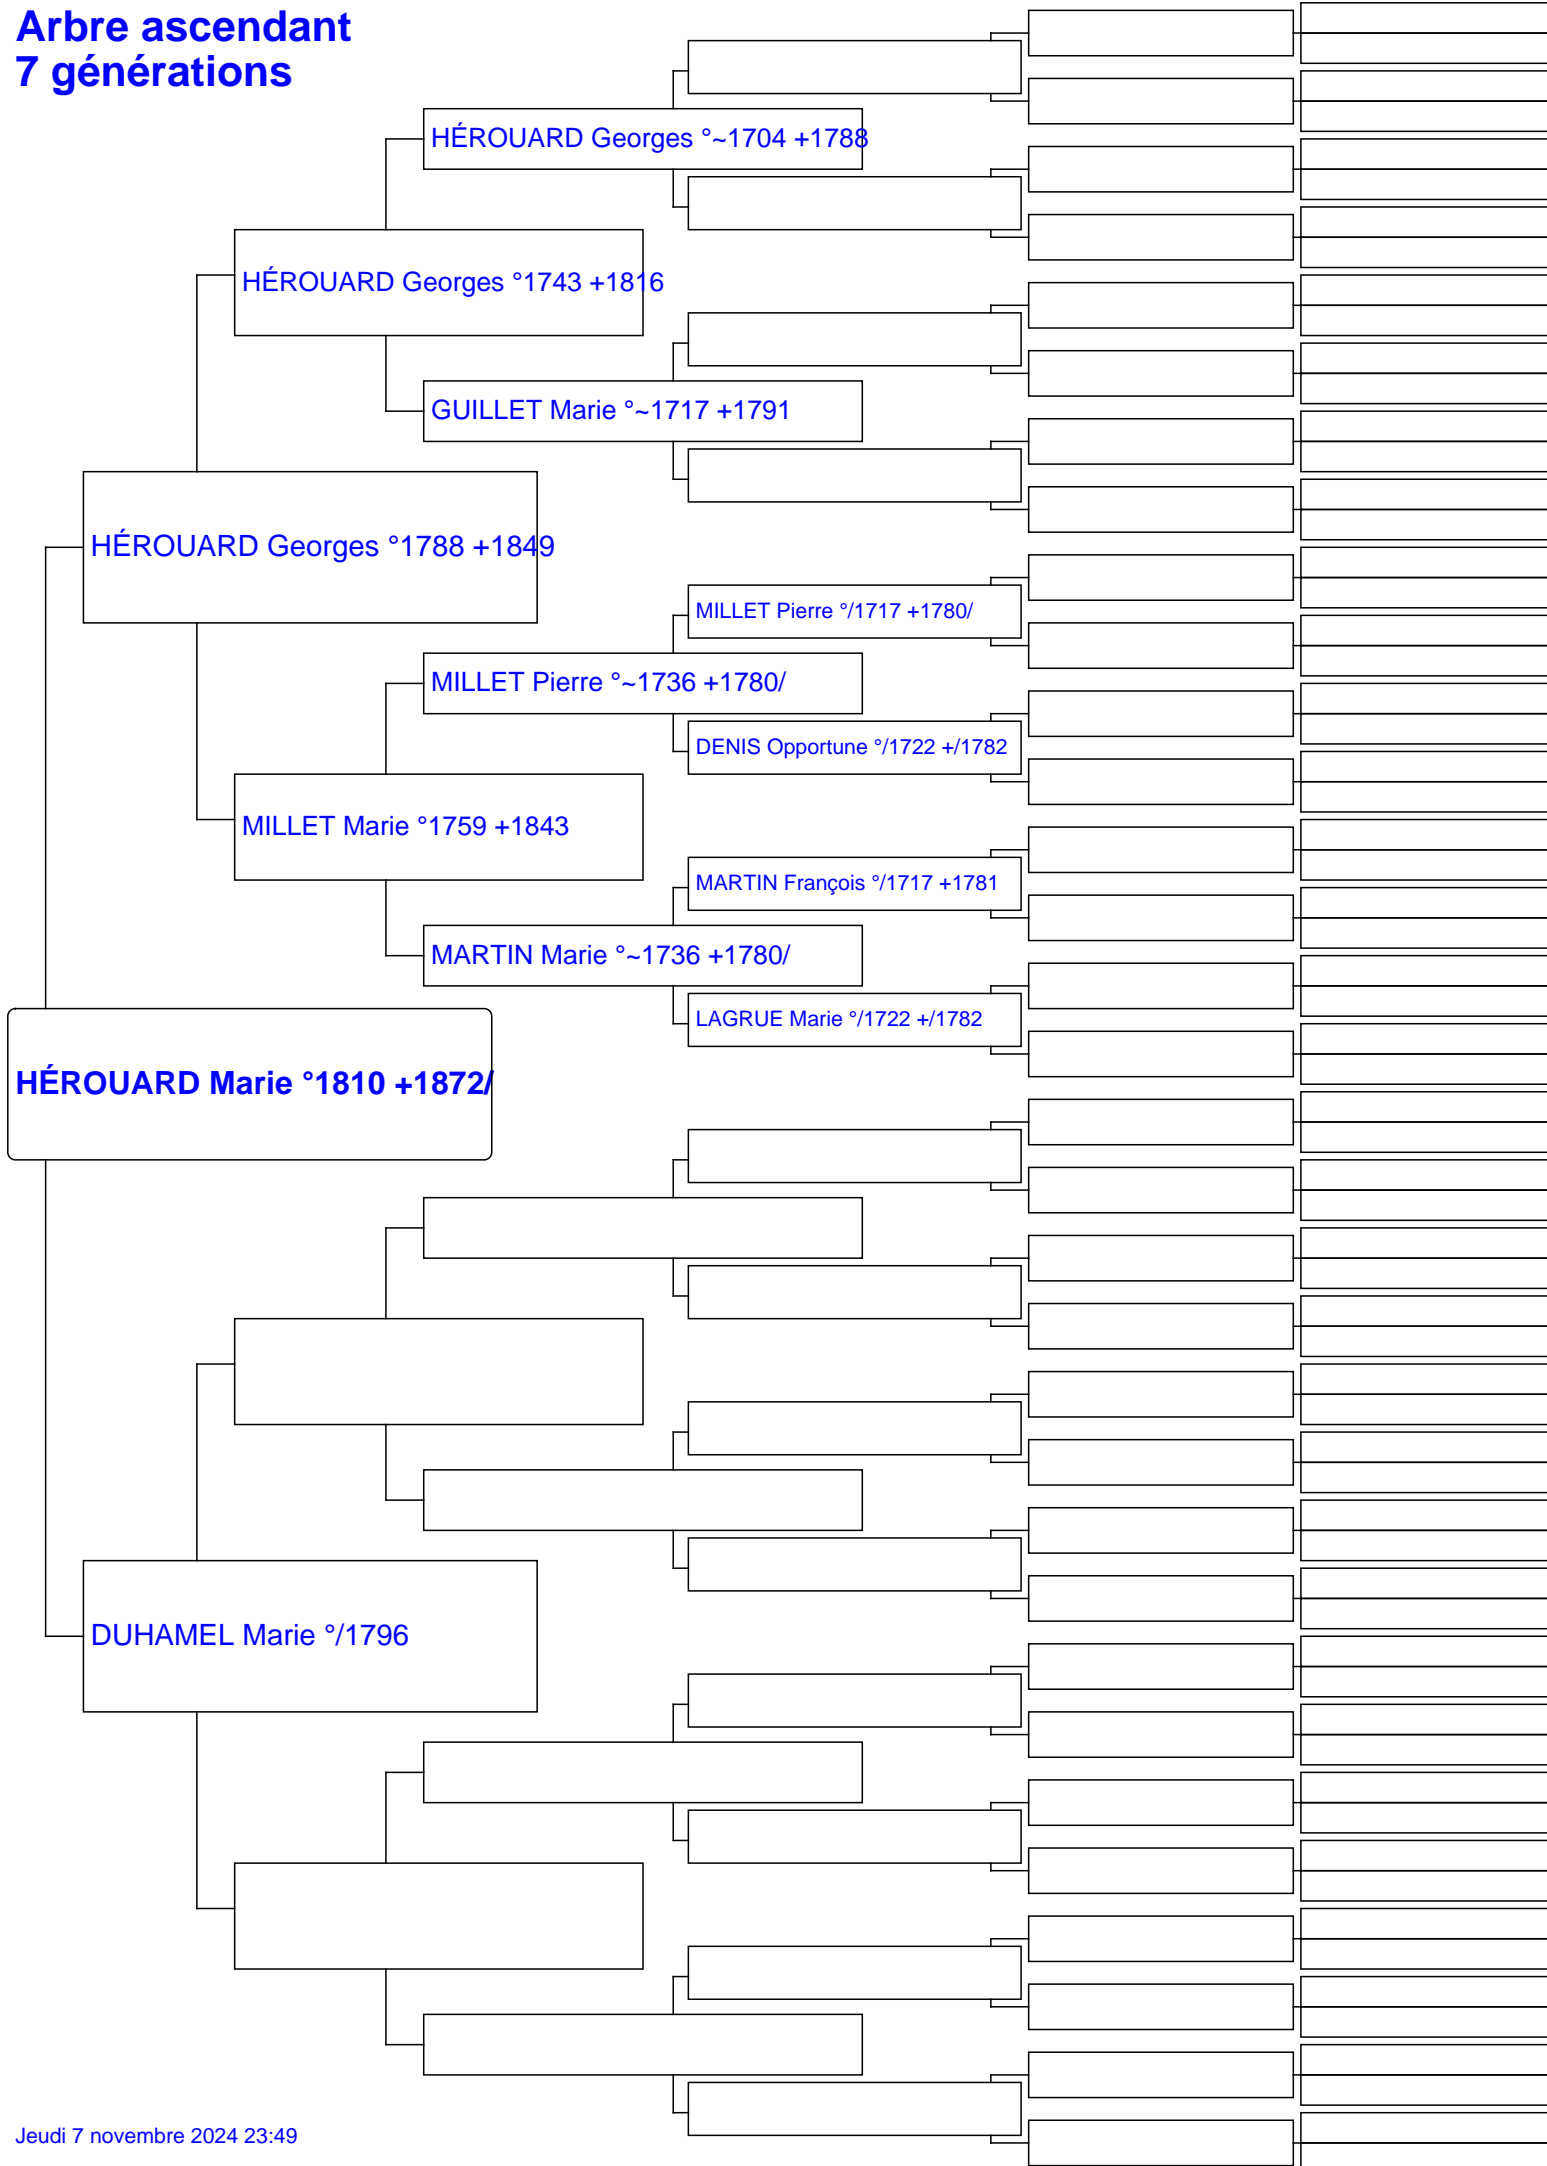 Arbre ascendant
7 générations
HÉROUARD Georges °~1704 +1788
HÉROUARD Georges °1743 +1816
GUILLET Marie °~1717 +1791
HÉROUARD Georges °1788 +1849
MILLET Pierre °/1717 +1780/
MILLET Pierre °~1736 +1780/
DENIS Opportune °/1722 +/1782
MILLET Marie °1759 +1843
MARTIN François °/1717 +1781
MARTIN Marie °~1736 +1780/
LAGRUE Marie °/1722 +/1782
HÉROUARD Marie °1810 +1872/
DUHAMEL Marie °/1796
Jeudi 7 novembre 2024 23:49